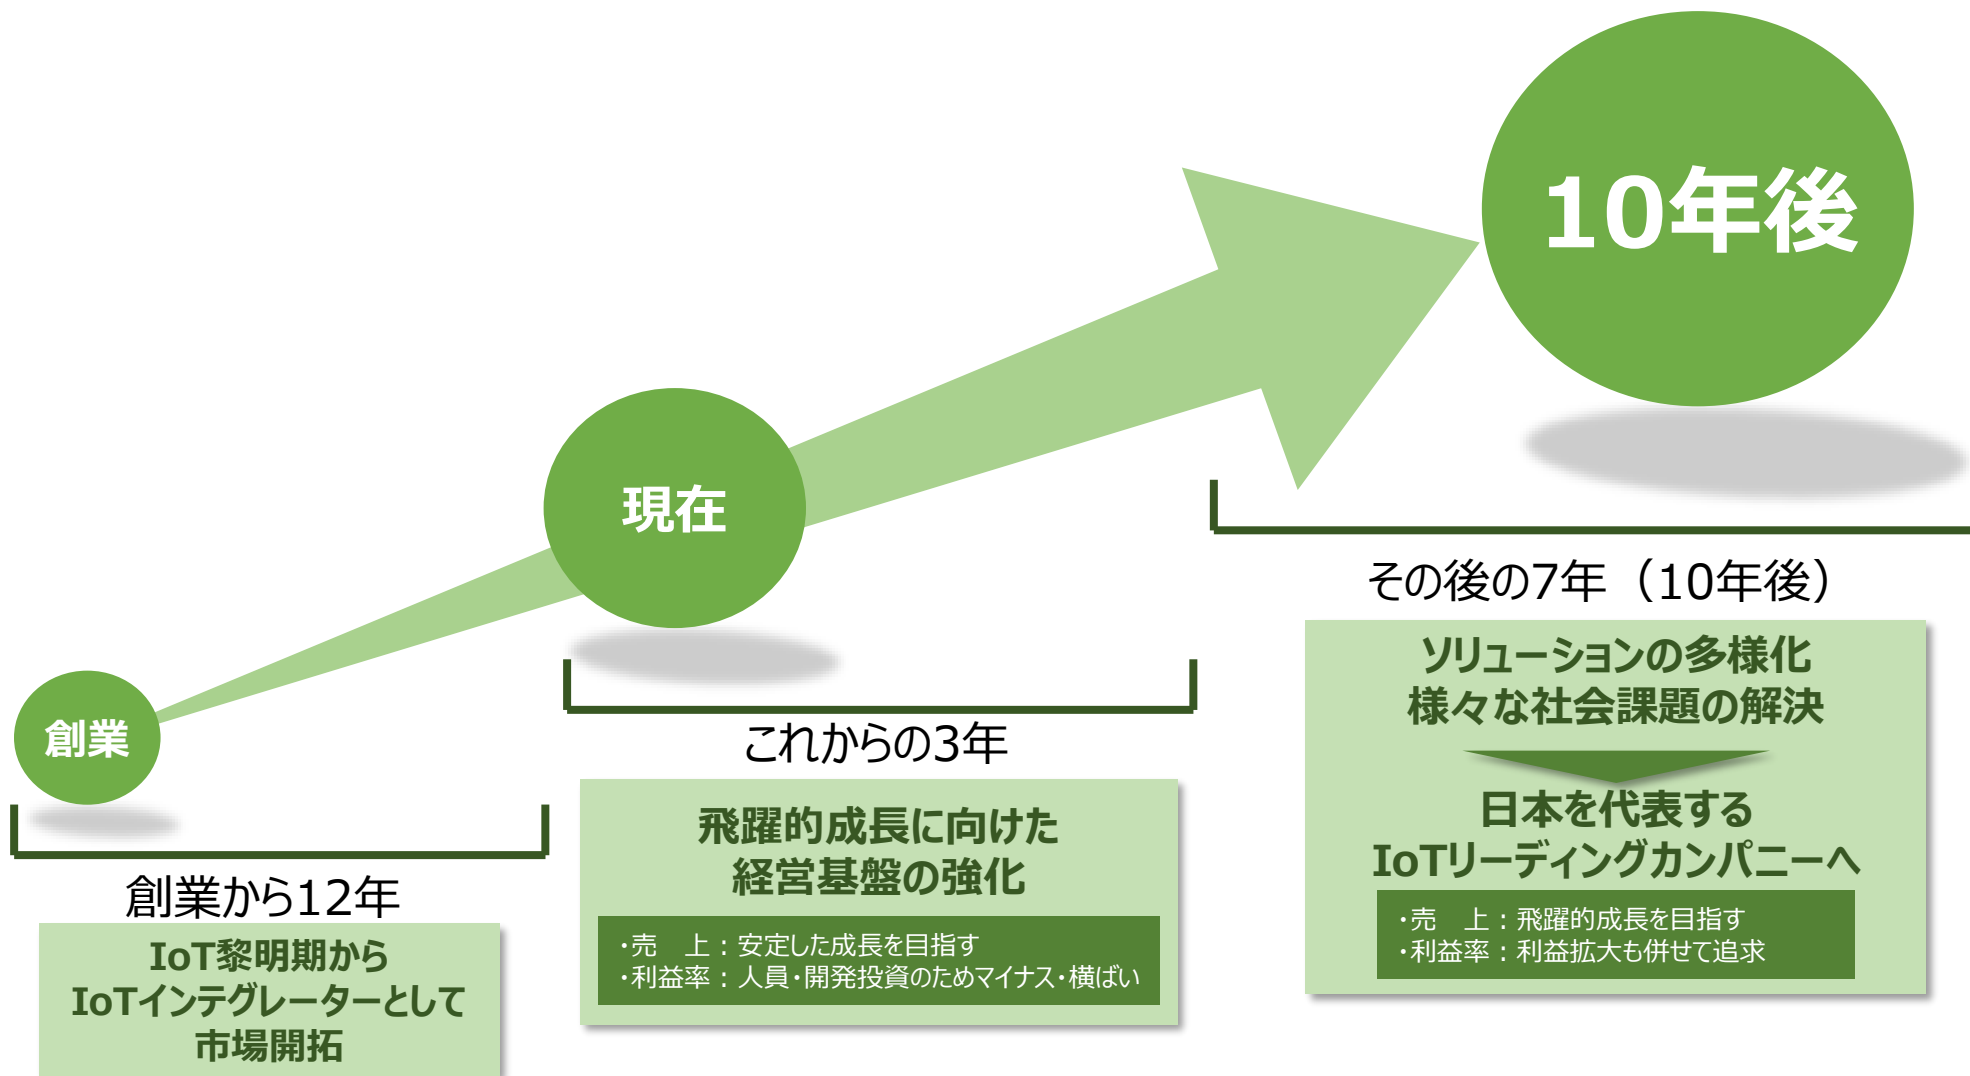 10年後
現在
創業
創業から12年
IoT黎明期から
IoTインテグレーターとして
市場開拓
これからの3年
飛躍的成長に向けた
経営基盤の強化
・売　上：安定した成長を目指す
・利益率：人員・開発投資のためマイナス・横ばい
その後の7年（10年後）
ソリューションの多様化
様々な社会課題の解決
日本を代表する
IoTリーディングカンパニーへ
・売　上：飛躍的成長を目指す
・利益率：利益拡大も併せて追求